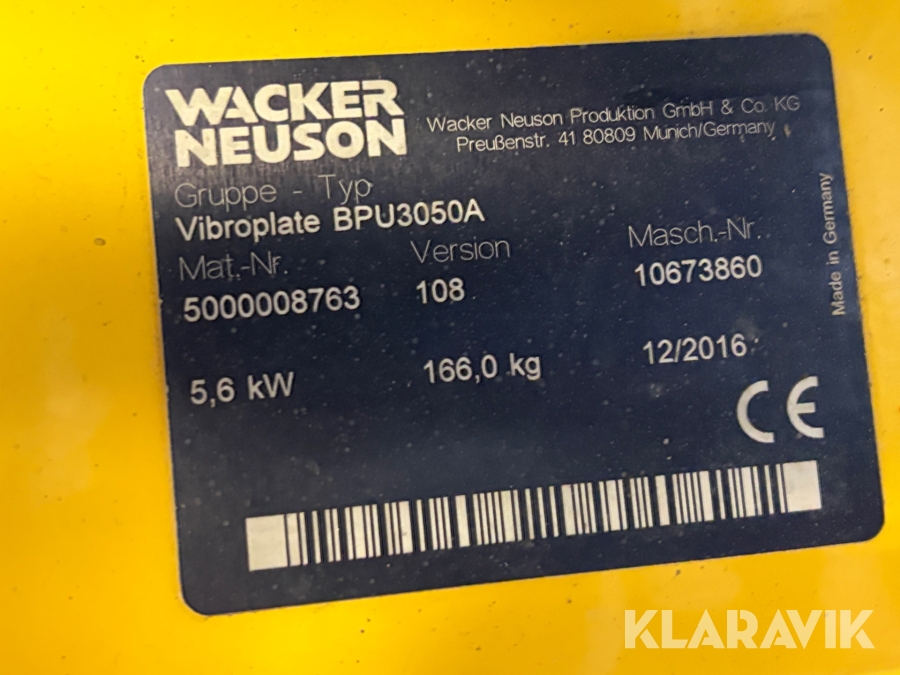 WACKER
NEUSON
Wacker Neuson Produktion GmbH & Co. KG
Preußenstr. 41 80809 Munich/Germany
Gruppe - Typ
Vibroplate BPU3050A
Mat.-Nr. Version Masch.-Nr.
5000008763 108 10673860
5,6 kW 166,0 kg 12/2016
CE
Made in Germany
KLARAVIK